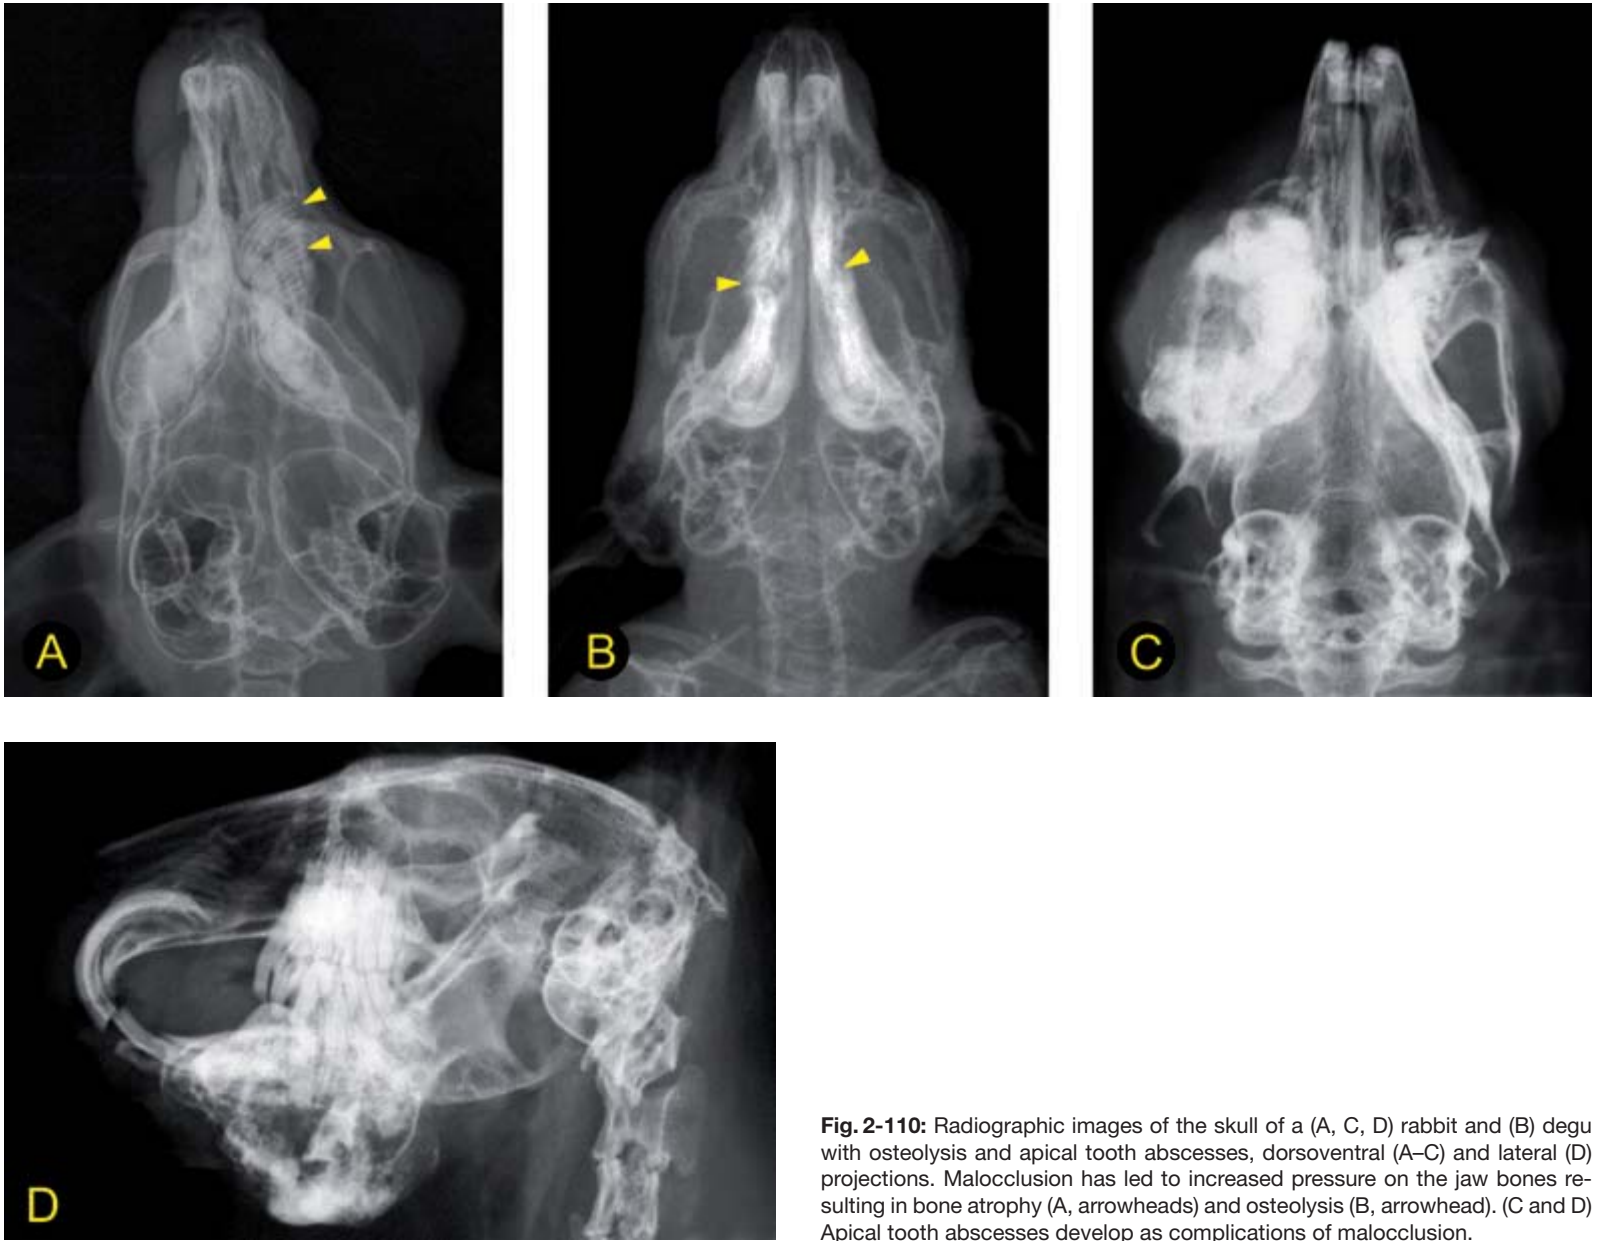 A
B
C
D
Fig. 2-110: Radiographic images of the skull of a (A, C, D) rabbit and (B) degu
with osteolysis and apical tooth abscesses, dorsoventral (A–C) and lateral (D)
projections. Malocclusion has led to increased pressure on the jaw bones re-
sulting in bone atrophy (A, arrowheads) and osteolysis (B, arrowhead). (C and D)
Apical tooth abscesses develop as complications of malocclusion.